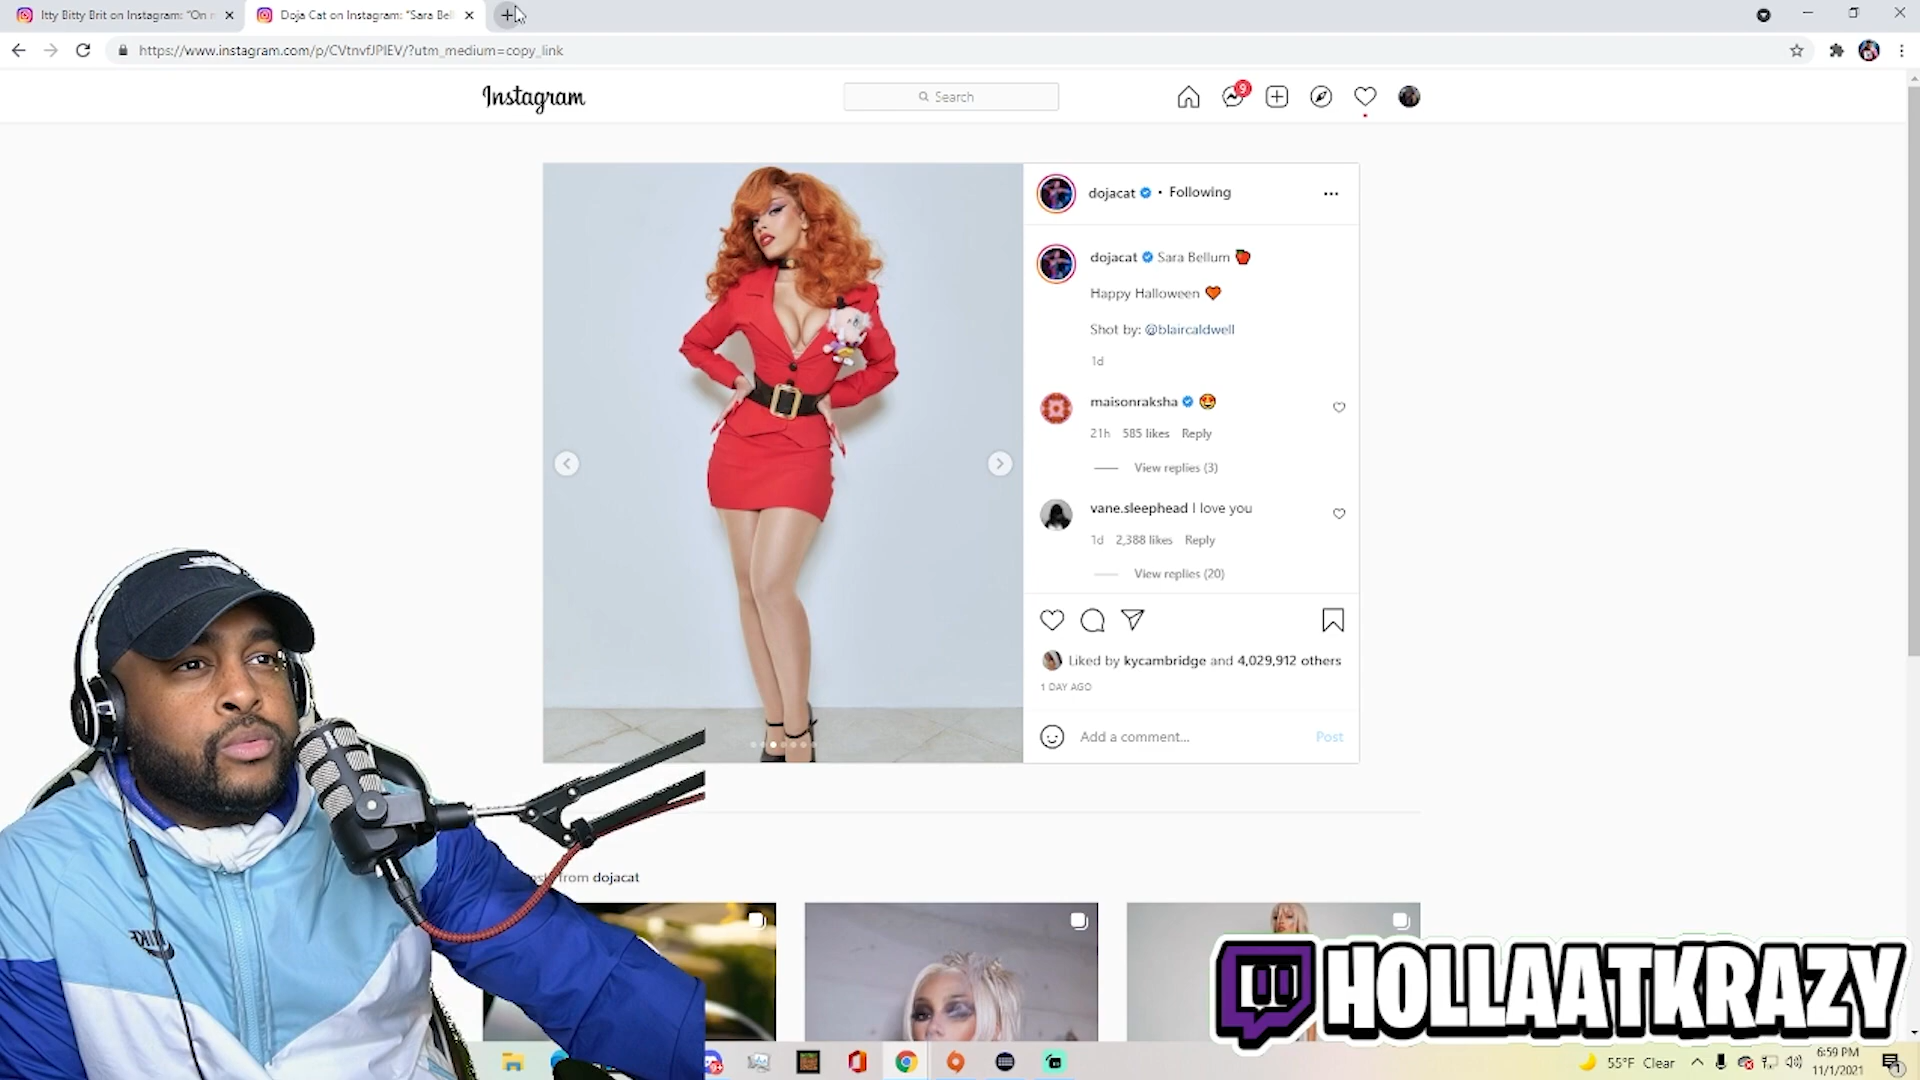 Itty Bitty Brit on Instagram: "On
Doja Cat on Instagram: "Sara Bel
https://www.instagram.com/p/CVtnvfJPlEV/?utm_medium=copy_link
Instagram
Search
9
dojacat • Following
dojacat Sara Bellum
Happy Halloween
Shot by: @blaircaldwell
1d
maisonraksha
21h 585 likes Reply
View replies (3)
vane.sleephead I love you
1d 2,388 likes Reply
View replies (20)
Liked by kycambridge and 4,029,912 others
1 DAY AGO
Add a comment...
Post
from dojacat
NIKE
HOLLAATKRAZY
55°F Clear
6:59 PM
11/1/2021